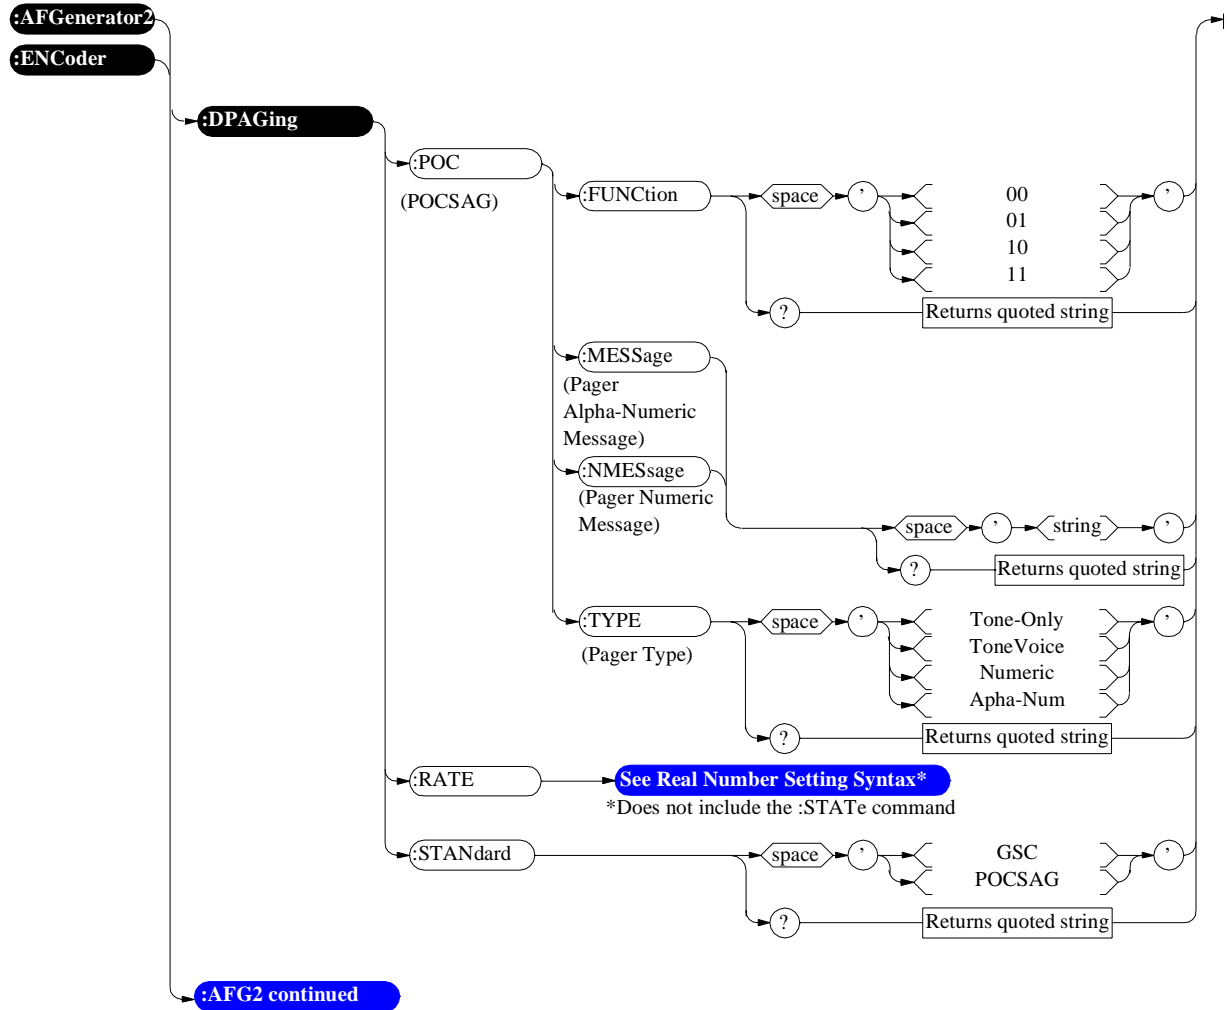 :AFGenerator2
:ENCoder
:DPAGing
:POC
(POCSAG)
:FUNCtion
space
’
00
01
10
11
’
?
Returns quoted string
:MESSage
(Pager
Alpha-Numeric
Message)
:NMESsage
(Pager Numeric
Message)
space
’
string
’
?
Returns quoted string
:TYPE
(Pager Type)
space
’
Tone-Only
ToneVoice
Numeric
Apha-Num
’
?
Returns quoted string
:RATE
See Real Number Setting Syntax*
*Does not include the :STATe command
:STANdard
space
’
GSC
POCSAG
’
?
Returns quoted string
:AFG2 continued